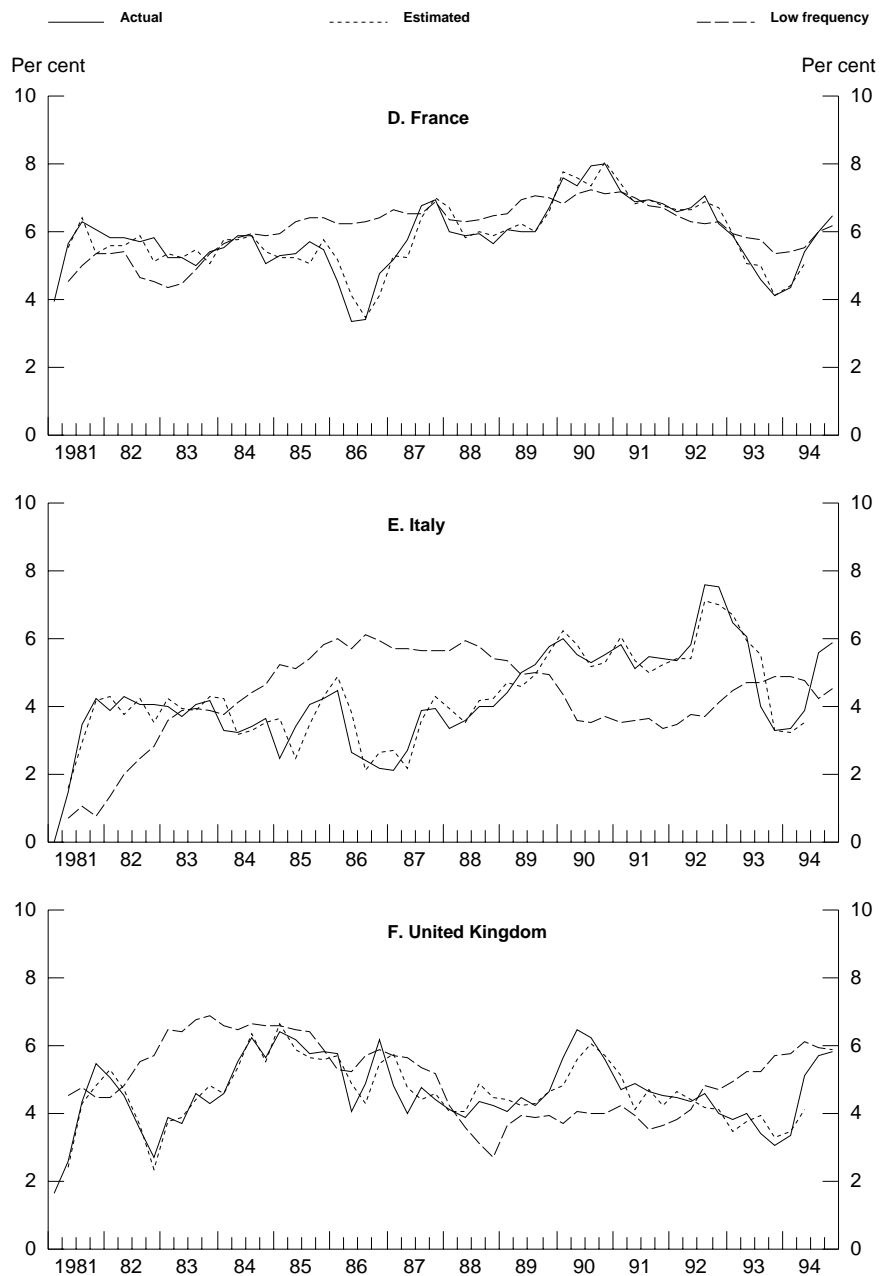 Actual Estimated Low frequency
Per cent Per cent
D. France
10 10
8 8
6 6
4 4
2 2
0 0
1981 82 83 84 85 86 87 88 89 90 91 92 93 94
E. Italy
10 10
8 8
6 6
4 4
2 2
0 0
1981 82 83 84 85 86 87 88 89 90 91 92 93 94
F. United Kingdom
10 10
8 8
6 6
4 4
2 2
0 0
1981 82 83 84 85 86 87 88 89 90 91 92 93 94